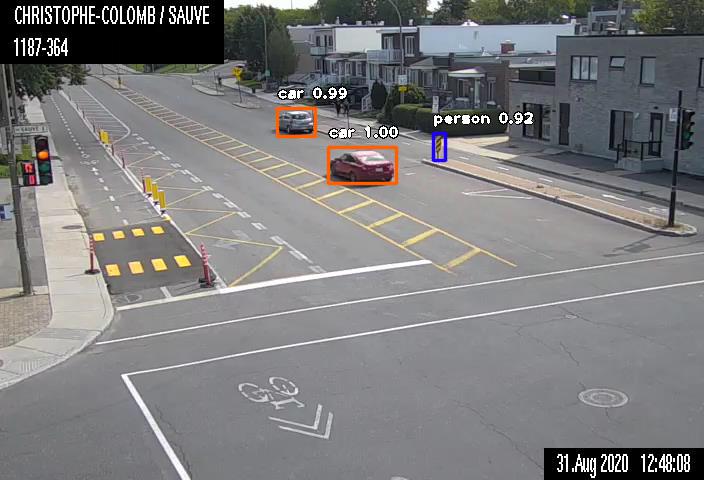 CHRISTOPHE-COLOMB / SAUVE
1187-364
car 0.99
car 1.00
person 0.92
SAUVÉ
31.Aug 2020 12:48:08